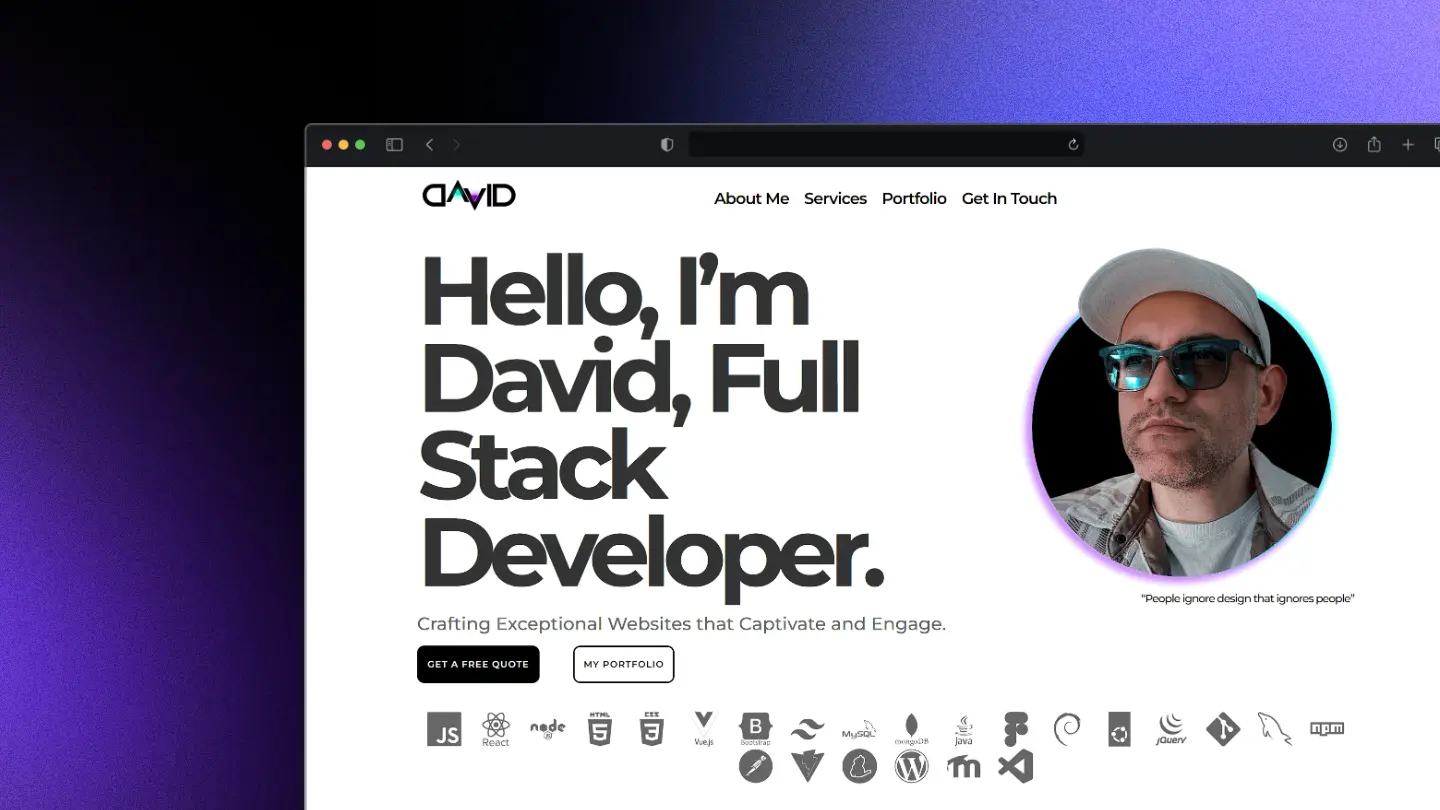 DAVID
About Me Services Portfolio Get In Touch
Hello, I’m
David, Full
Stack
Developer.
“People ignore design that ignores people”
Crafting Exceptional Websites that Captivate and Engage.
GET A FREE QUOTE MY PORTFOLIO
JS React node JS HTML 5 CSS 3 Vue.js B Bootstrap MySQL mongoDB java jQuery npm
W m